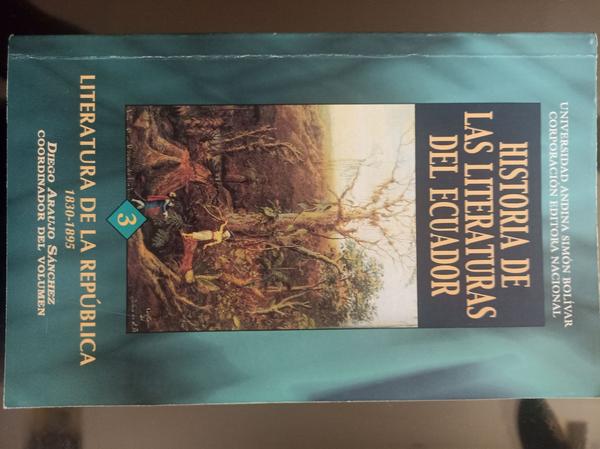 UNIVERSIDAD ANDINA SIMÓN BOLÍVAR
CORPORACIÓN EDITORA NACIONAL
HISTORIA DE
LAS LITERATURAS
DEL ECUADOR
3
LITERATURA DE LA REPÚBLICA
1830-1895
DIEGO ARAUJO SÁNCHEZ
COORDINADOR DEL VOLUMEN